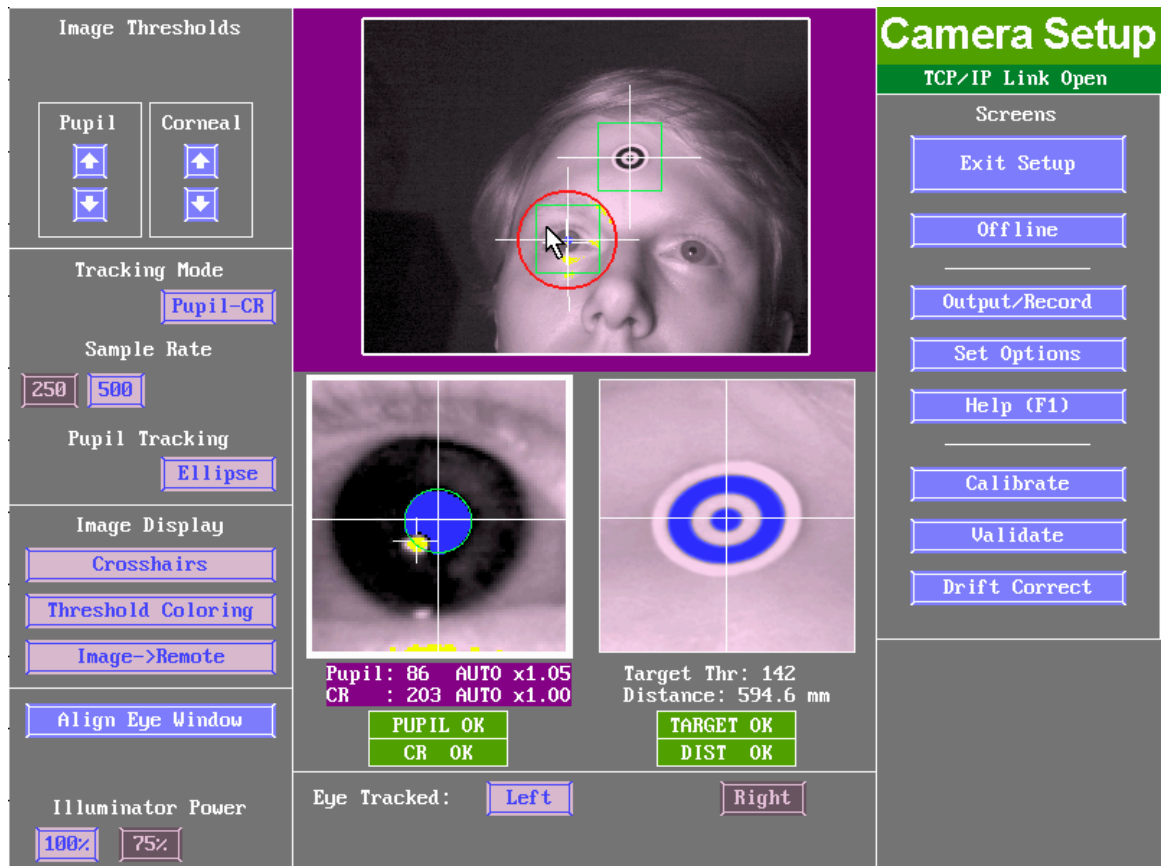 Image Thresholds
Pupil
Corneal
Tracking Mode
Pupil-CR
Sample Rate
250 500
Pupil Tracking
Ellipse
Image Display
Crosshairs
Threshold Coloring
Image->Remote
Align Eye Window
Illuminator Power
100% 75%
Pupil: 86 AUTO x1.05
CR : 203 AUTO x1.00
PUPIL OK
CR OK
Target Thr: 142
Distance: 594.6 mm
TARGET OK
DIST OK
Eye Tracked: Left Right
Camera Setup
TCP/IP Link Open
Screens
Exit Setup
Offline
Output/Record
Set Options
Help (F1)
Calibrate
Validate
Drift Correct